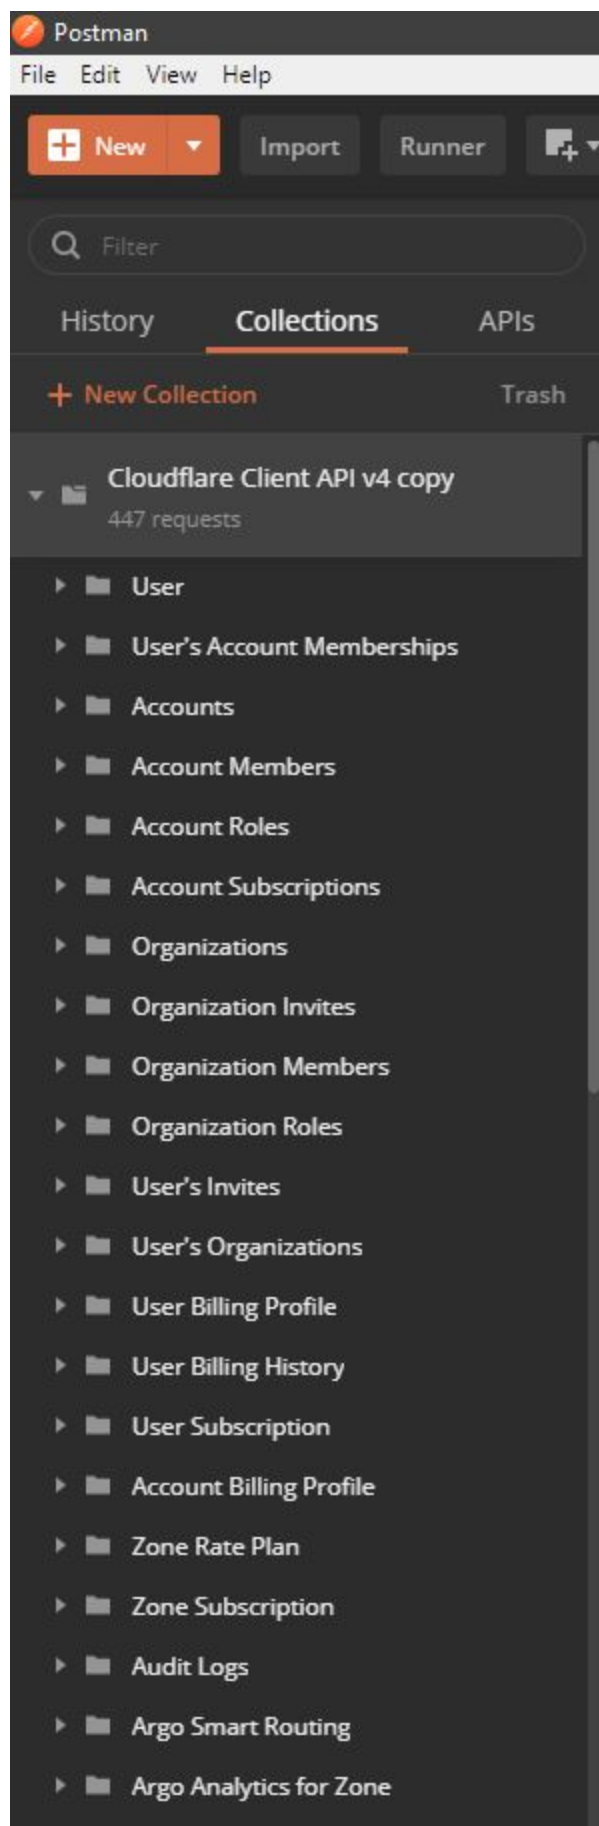 Postman
File Edit View Help
New Import Runner
Filter
History Collections APIs
+ New Collection Trash
Cloudflare Client API v4 copy
447 requests
User
User's Account Memberships
Accounts
Account Members
Account Roles
Account Subscriptions
Organizations
Organization Invites
Organization Members
Organization Roles
User's Invites
User's Organizations
User Billing Profile
User Billing History
User Subscription
Account Billing Profile
Zone Rate Plan
Zone Subscription
Audit Logs
Argo Smart Routing
Argo Analytics for Zone